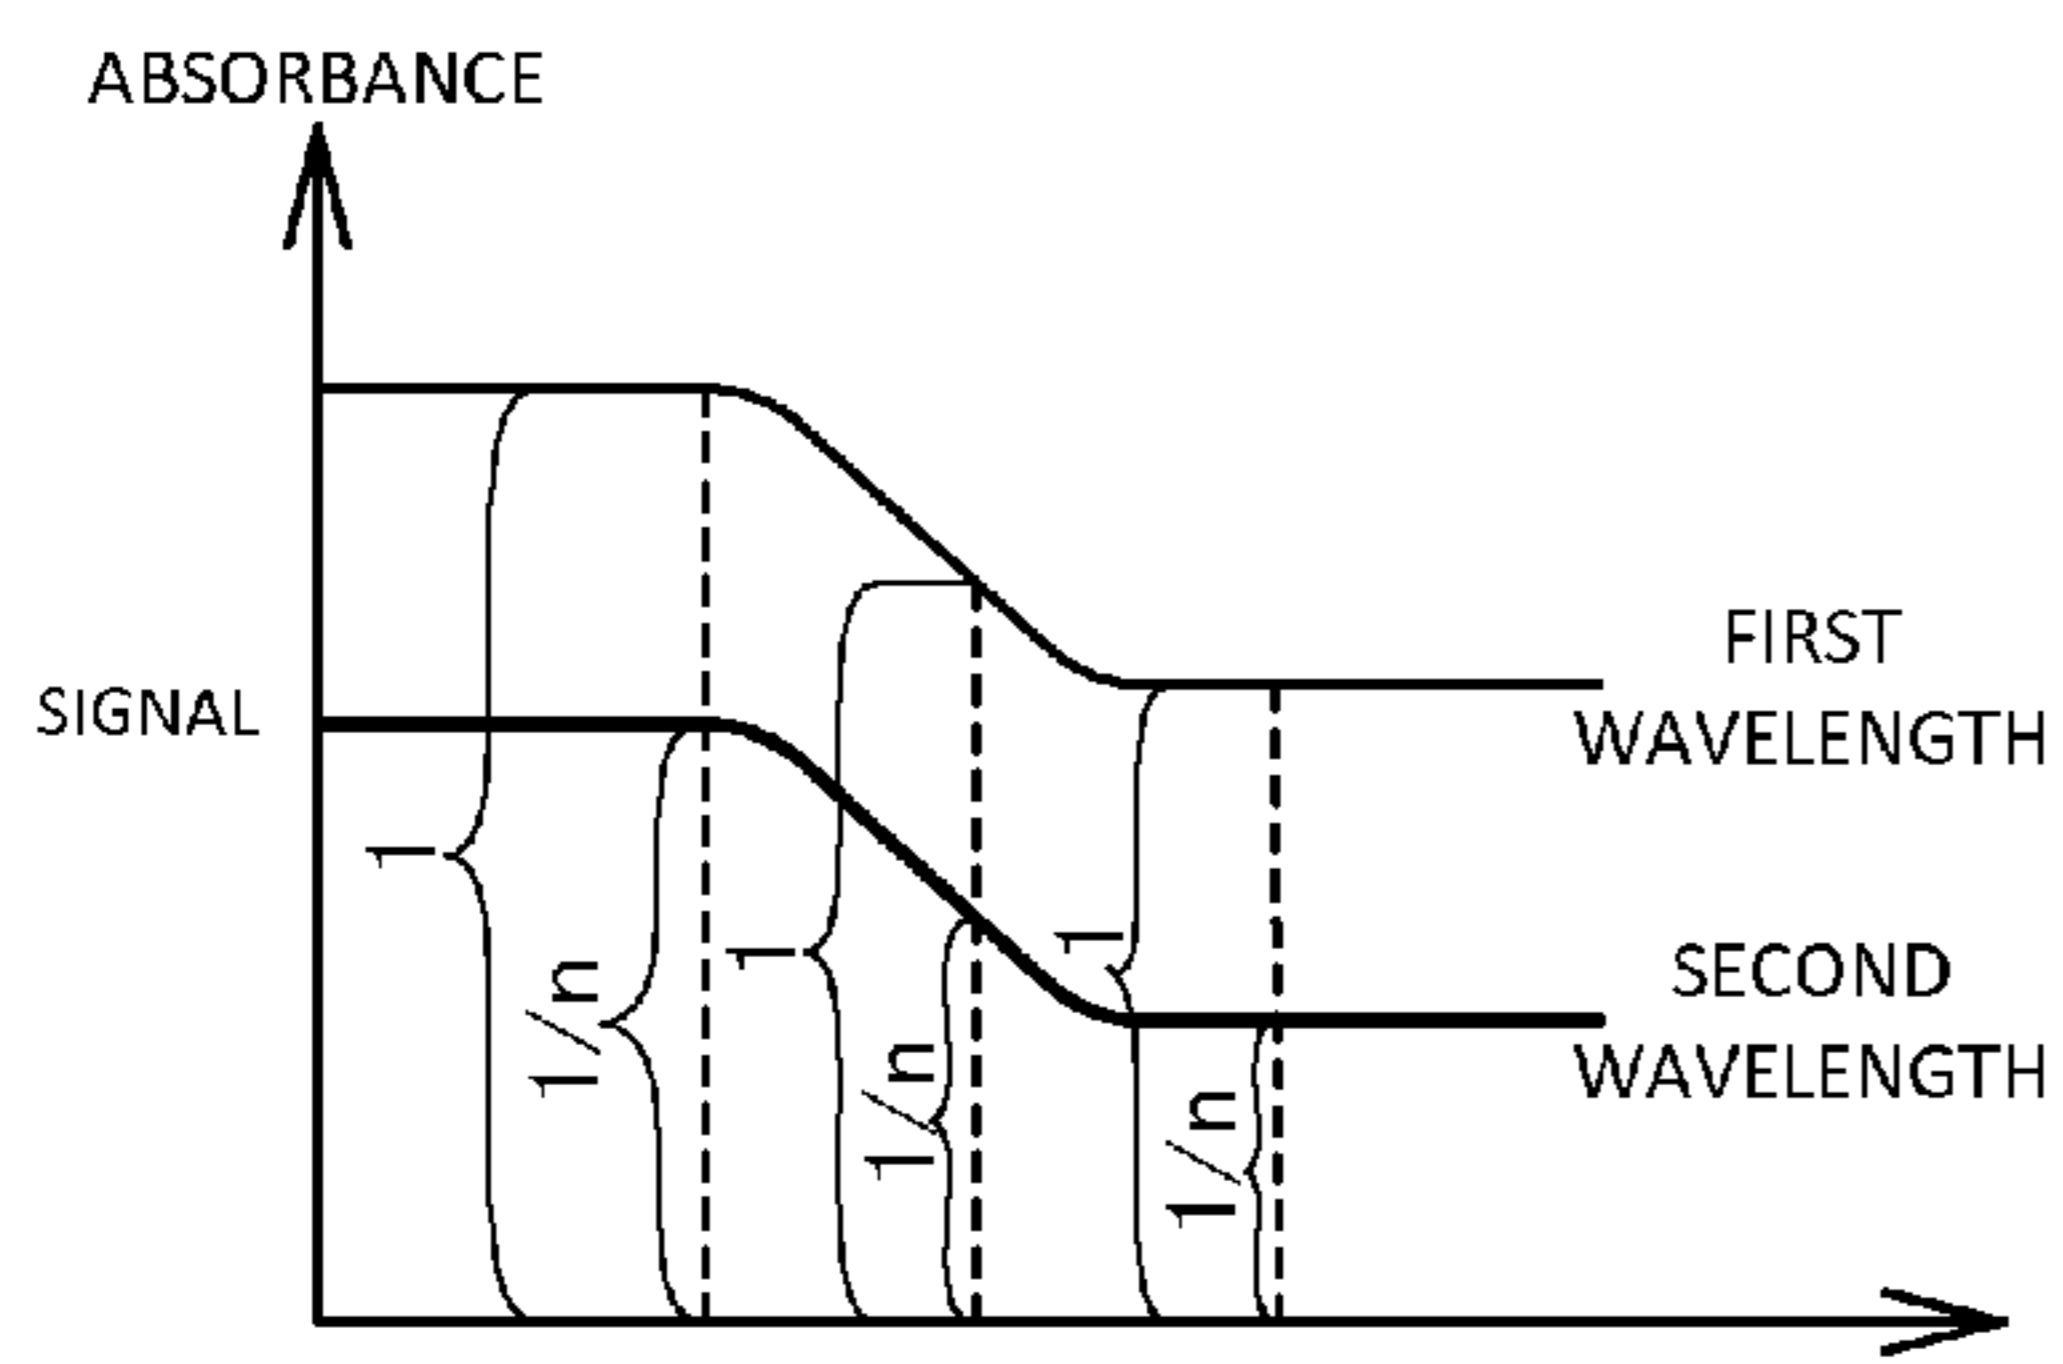 ABSORBANCE
SIGNAL
1
1/n
1
1/n
1
1/n
FIRST
WAVELENGTH
SECOND
WAVELENGTH